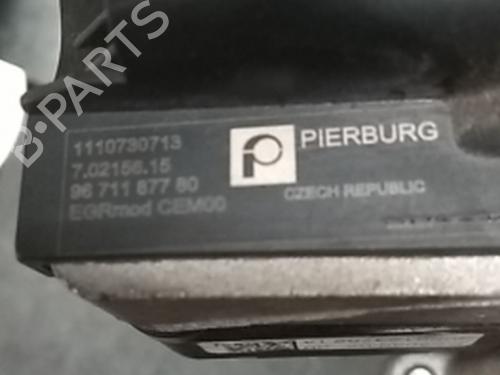 B-PARTS
1110730713
7.02156.15
96 711 877 80
EGRmod CEM00
PIERBURG
CZECH REPUBLIC